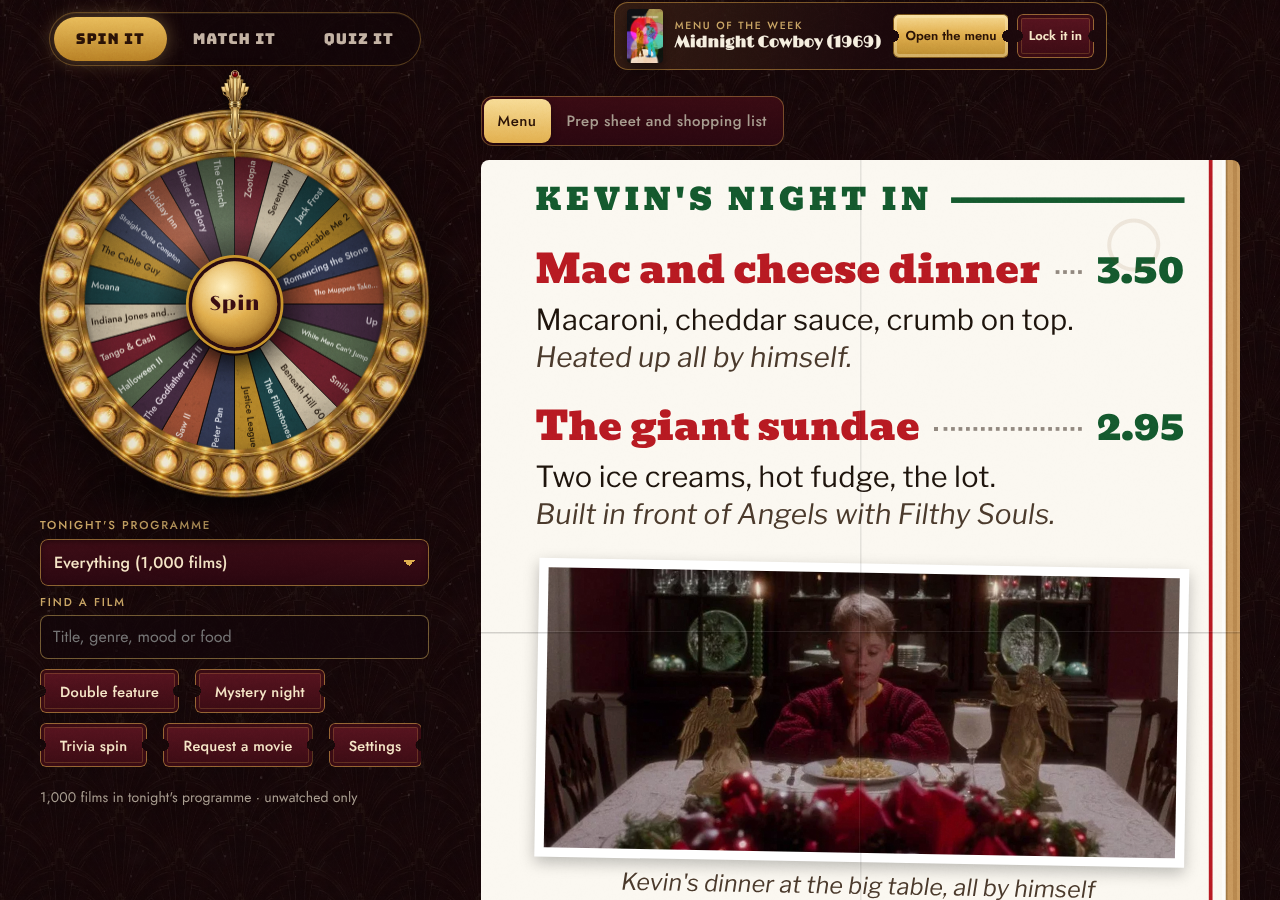 SPIN IT
MATCH IT
QUIZ IT
MENU OF THE WEEK
Midnight Cowboy (1969)
Open the menu
Lock it in
Menu
Prep sheet and shopping list
Zootopia
Serendipity
Jack Frost
Despicable Me 2
Romancing the Stone
The Muppets Take...
Up
White Men Can't Jump
Smile
Beneath Hill 60
The Flintstones
Justice League
Peter Pan
Saw II
The Godfather Part II
Halloween II
Tango & Cash
Indiana Jones and...
Moana
The Cable Guy
Straight Outta Compton
Holiday Inn
Blades of Glory
The Grinch
Spin
TONIGHT'S PROGRAMME
Everything (1,000 films)
FIND A FILM
Title, genre, mood or food
Double feature
Mystery night
Trivia spin
Request a movie
Settings
1,000 films in tonight's programme · unwatched only
KEVIN'S NIGHT IN
Mac and cheese dinner 3.50
Macaroni, cheddar sauce, crumb on top.
Heated up all by himself.
The giant sundae 2.95
Two ice creams, hot fudge, the lot.
Built in front of Angels with Filthy Souls.
Kevin's dinner at the big table, all by himself